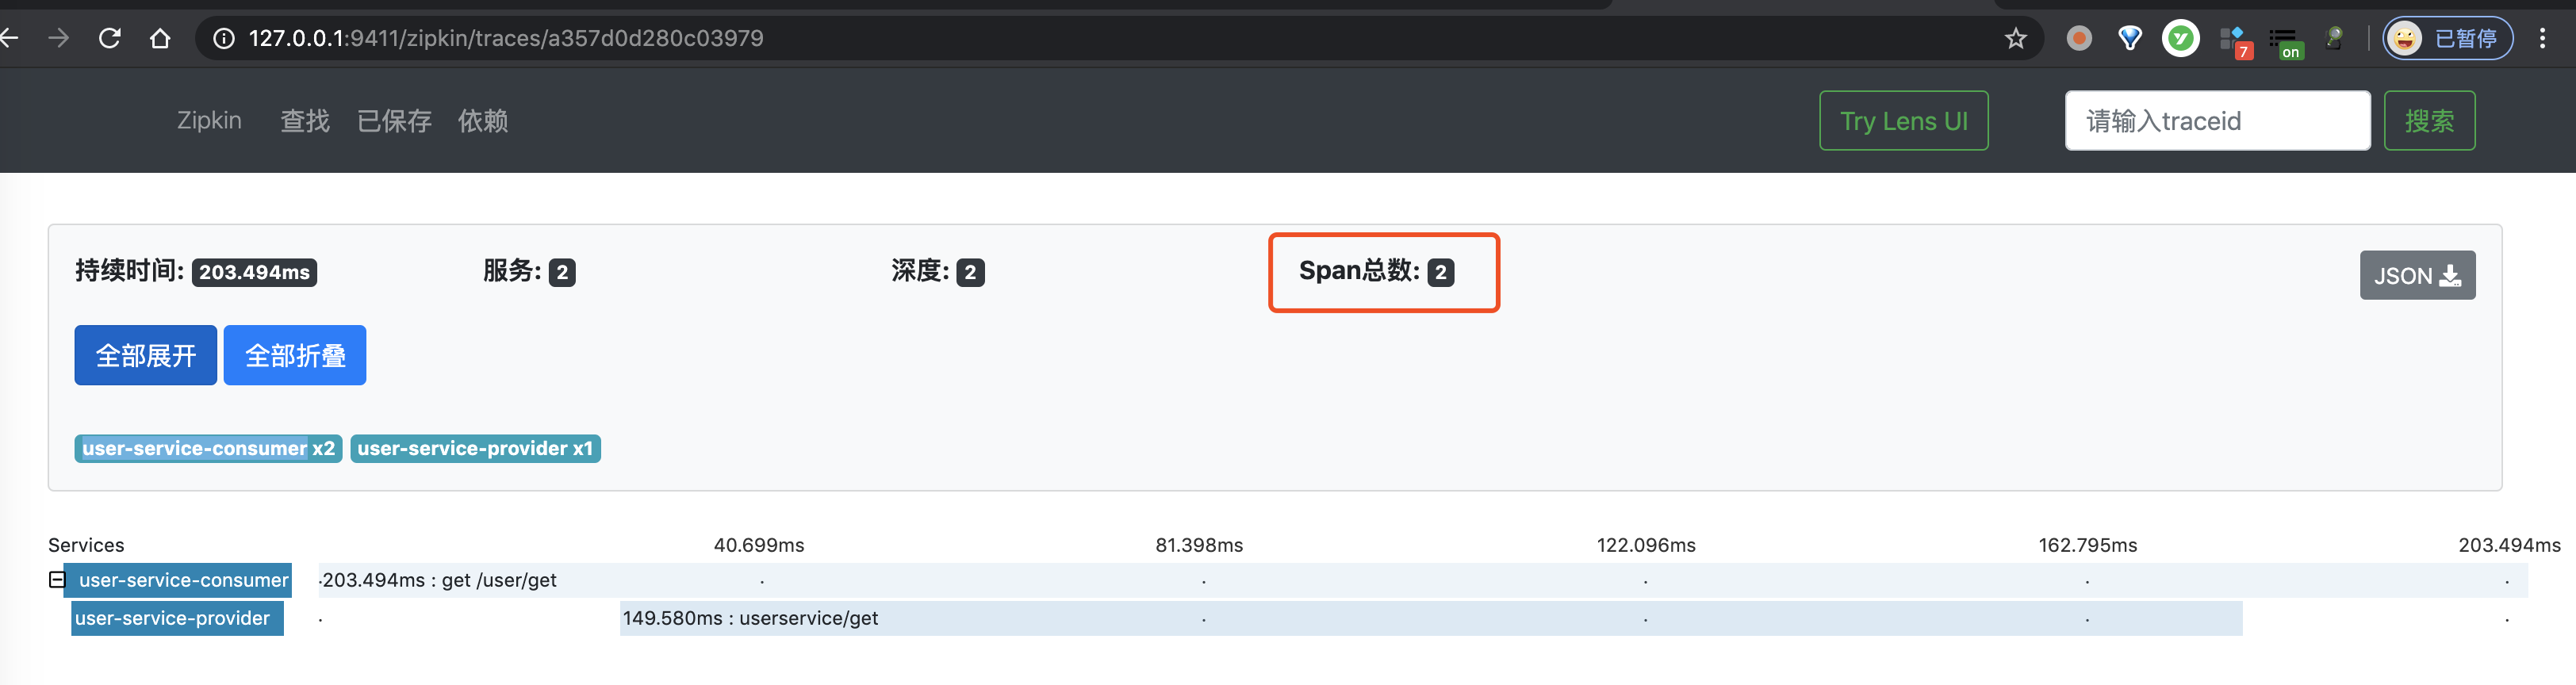 127.0.0.1:9411/zipkin/traces/a357d0d280c03979
7
on
已暂停
Zipkin 查找 已保存 依赖
Try Lens UI
请输入traceid
搜索
持续时间: 203.494ms 服务: 2 深度: 2 Span总数: 2
JSON
全部展开 全部折叠
user-service-consumer x2 user-service-provider x1
Services 40.699ms 81.398ms 122.096ms 162.795ms 203.494ms
user-service-consumer 203.494ms : get /user/get
user-service-provider 149.580ms : userservice/get